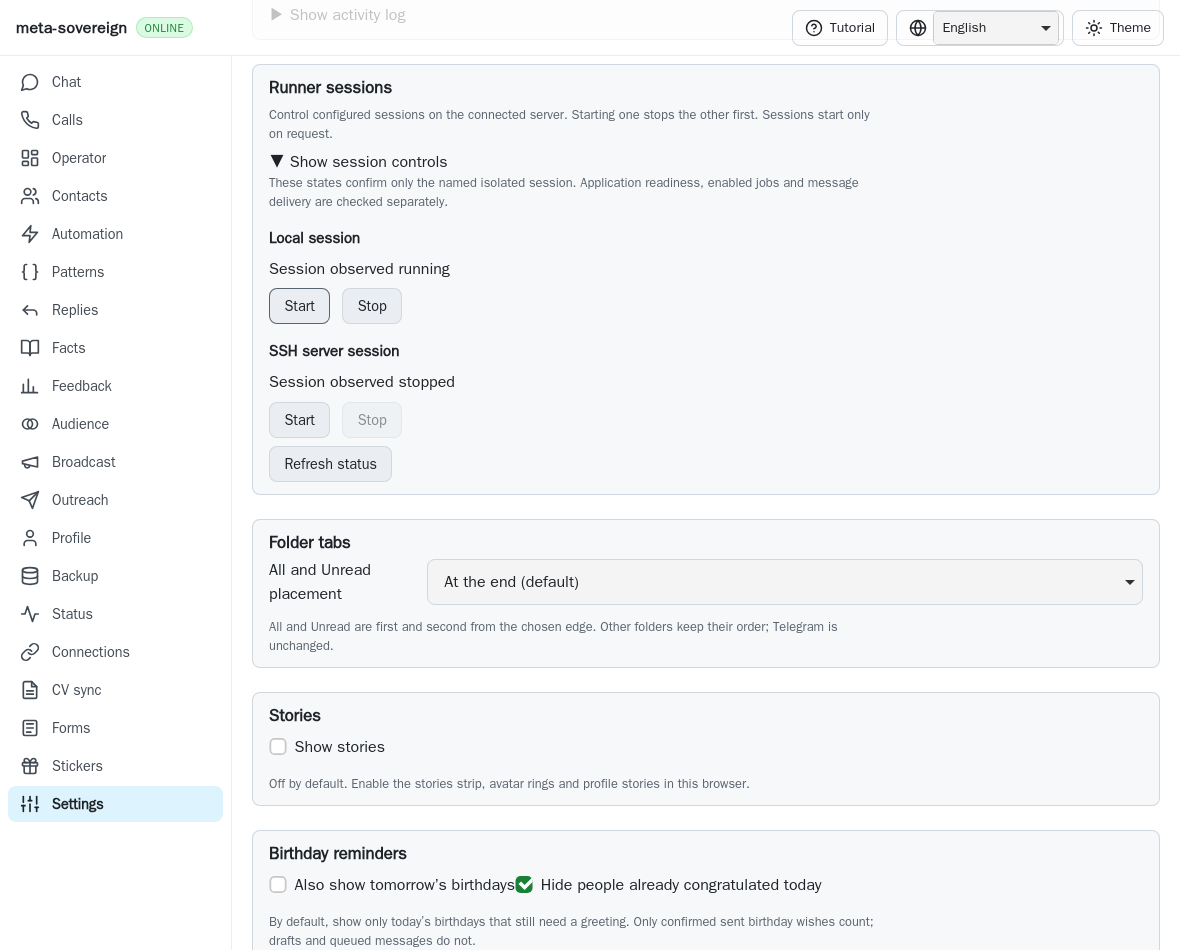 meta-sovereign ONLINE
Show activity log
Tutorial
English
Theme
Chat
Calls
Operator
Contacts
Automation
Patterns
Replies
Facts
Feedback
Audience
Broadcast
Outreach
Profile
Backup
Status
Connections
CV sync
Forms
Stickers
Settings
Runner sessions
Control configured sessions on the connected server. Starting one stops the other first. Sessions start only
on request.
Show session controls
These states confirm only the named isolated session. Application readiness, enabled jobs and message
delivery are checked separately.
Local session
Session observed running
Start Stop
SSH server session
Session observed stopped
Start Stop
Refresh status
Folder tabs
All and Unread
placement
At the end (default)
All and Unread are first and second from the chosen edge. Other folders keep their order; Telegram is
unchanged.
Stories
Show stories
Off by default. Enable the stories strip, avatar rings and profile stories in this browser.
Birthday reminders
Also show tomorrow's birthdays Hide people already congratulated today
By default, show only today's birthdays that still need a greeting. Only confirmed sent birthday wishes count;
drafts and queued messages do not.